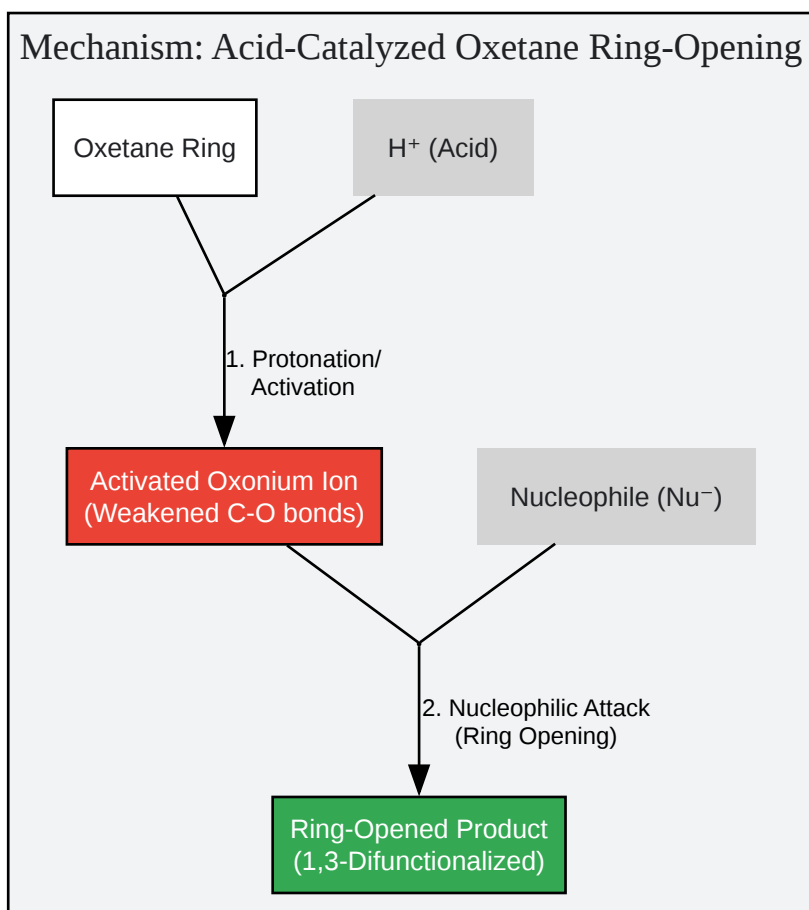 Mechanism: Acid-Catalyzed Oxetane Ring-Opening
Oxetane Ring
H⁺ (Acid)
1. Protonation/
Activation
Activated Oxonium Ion
(Weakened C-O bonds)
Nucleophile (Nu⁻)
2. Nucleophilic Attack
(Ring Opening)
Ring-Opened Product
(1,3-Difunctionalized)